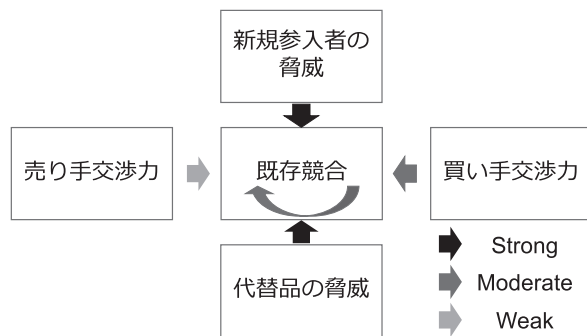 新規参入者の
脅威
売り手交渉力
既存競合
買い手交渉力
代替品の脅威
Strong
Moderate
Weak